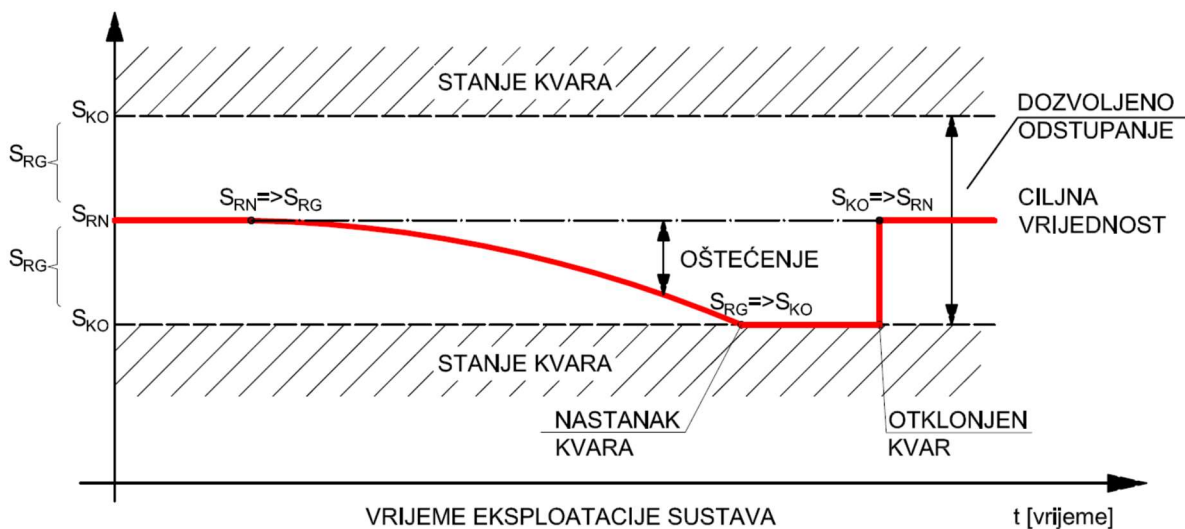 STANJE KVARA
S_KO
DOZVOLJENO
ODSTUPANJE
S_RG
S_RN=>S_RG
S_KO=>S_RN
S_RN
CILJNA
VRIJEDNOST
S_RG
OŠTEĆENJE
S_RG=>S_KO
S_KO
STANJE KVARA
NASTANAK
KVARA
OTKLONJEN
KVAR
VRIJEME EKSPLOATACIJE SUSTAVA
t [vrijeme]